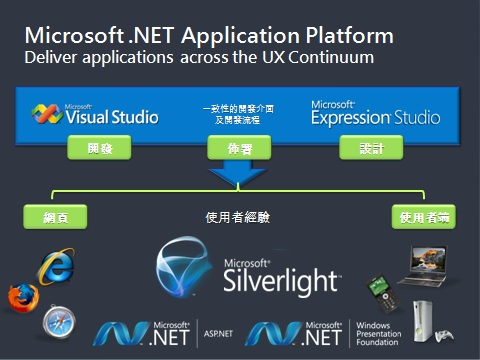 Microsoft .NET Application Platform
Deliver applications across the UX Continuum
Microsoft®
Visual Studio
一致性的開發介面
及開發流程
Microsoft®
Expression® Studio
開發
佈署
設計
網頁
使用者經驗
使用者端
Microsoft®
Silverlight™
Microsoft®
.NET
ASP.NET
Microsoft®
.NET
Windows
Presentation
Foundation